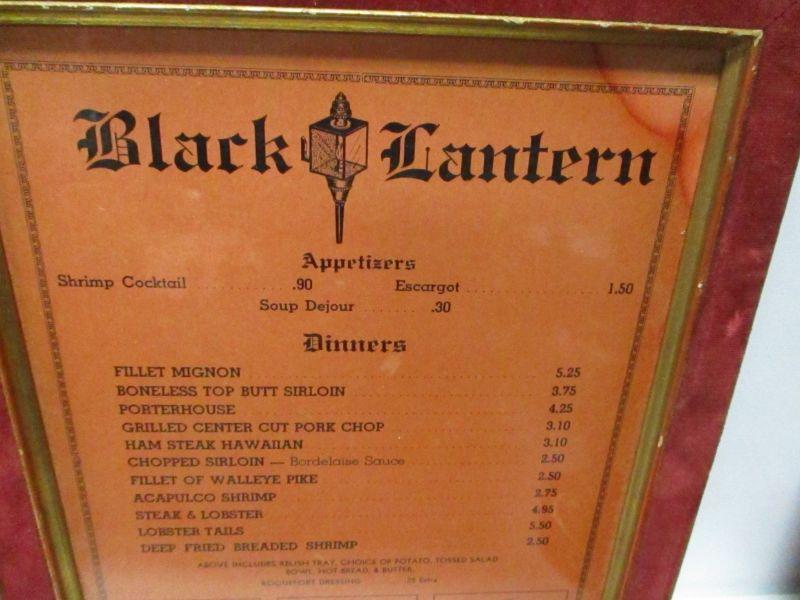 Black Lantern
Appetizers
Shrimp Cocktail .90 Escargot 1.50
Soup Dejour .30
Dinners
FILLET MIGNON 5.25
BONELESS TOP BUTT SIRLOIN 3.75
PORTERHOUSE 4.25
GRILLED CENTER CUT PORK CHOP 3.10
HAM STEAK HAWAIIAN 3.10
CHOPPED SIRLOIN — Bordelaise Sauce 2.50
FILLET OF WALLEYE PIKE 2.50
ACAPULCO SHRIMP 2.75
STEAK & LOBSTER 4.95
LOBSTER TAILS 5.50
DEEP FRIED BREADED SHRIMP 2.50
ABOVE INCLUDES RELISH TRAY, CHOICE OF POTATO, TOSSED SALAD
BOWL, HOT BREAD, & BUTTER.
ROQUEFORT DRESSING .25 Extra